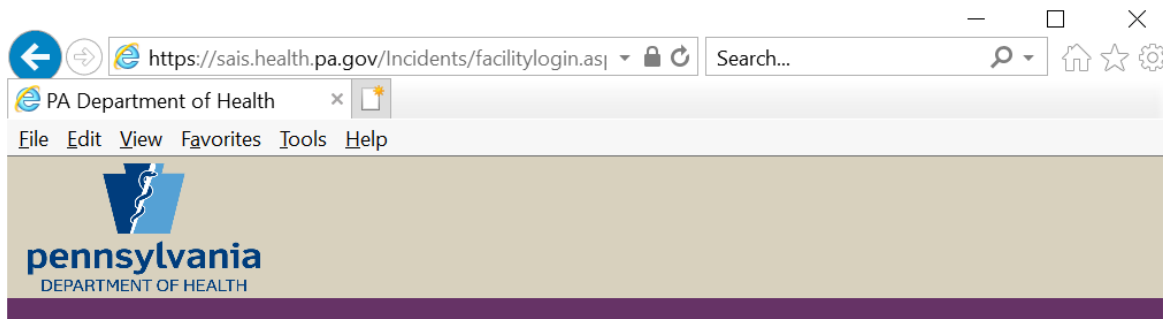 https://sais.health.pa.gov/Incidents/facilitylogin.asp Search...
PA Department of Health
File Edit View Favorites Tools Help
pennsylvania
DEPARTMENT OF HEALTH